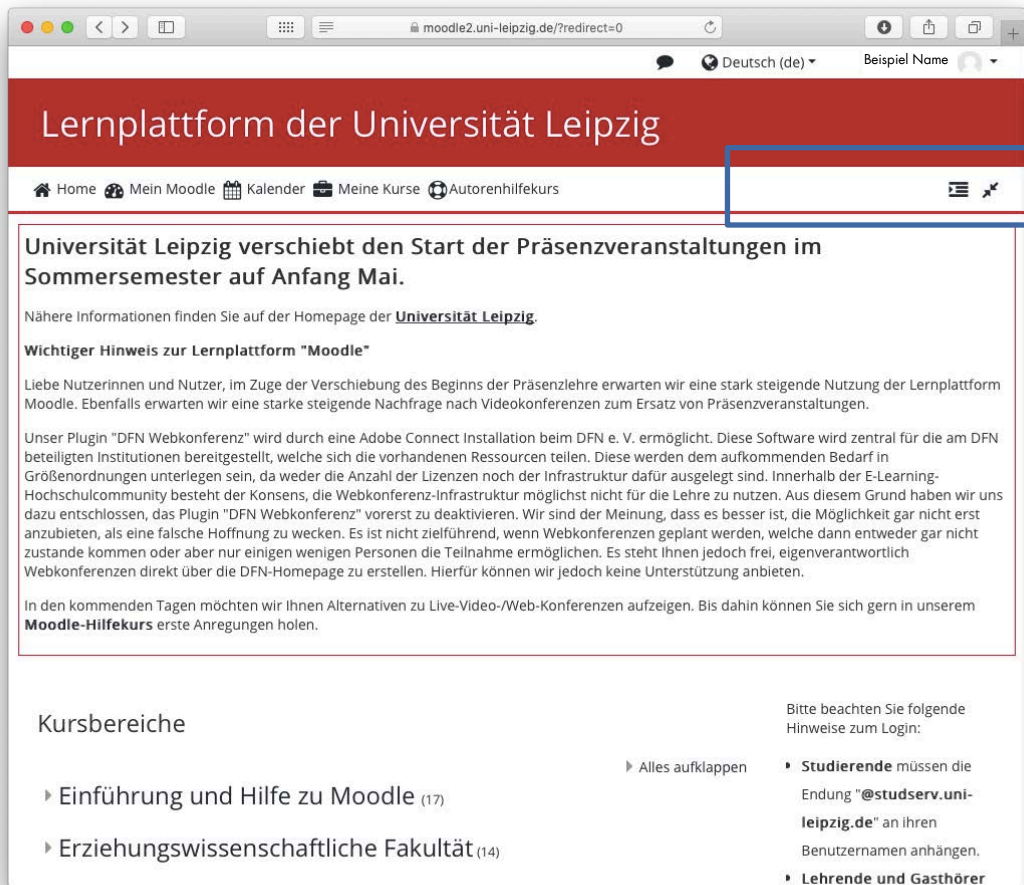 moodle2.uni-leipzig.de/?redirect=0
Deutsch (de)
Beispiel Name
Lernplattform der Universität Leipzig
Home Mein Moodle Kalender Meine Kurse Autorenhilfekurs
Universität Leipzig verschiebt den Start der Präsenzveranstaltungen im
Sommersemester auf Anfang Mai.
Nähere Informationen finden Sie auf der Homepage der Universität Leipzig.
Wichtiger Hinweis zur Lernplattform "Moodle"
Liebe Nutzerinnen und Nutzer, im Zuge der Verschiebung des Beginns der Präsenzlehre erwarten wir eine stark steigende Nutzung der Lernplattform
Moodle. Ebenfalls erwarten wir eine starke steigende Nachfrage nach Videokonferenzen zum Ersatz von Präsenzveranstaltungen.
Unser Plugin "DFN Webkonferenz" wird durch eine Adobe Connect Installation beim DFN e. V. ermöglicht. Diese Software wird zentral für die am DFN
beteiligten Institutionen bereitgestellt, welche sich die vorhandenen Ressourcen teilen. Diese werden dem aufkommenden Bedarf in
Größenordnungen unterlegen sein, da weder die Anzahl der Lizenzen noch der Infrastruktur dafür ausgelegt sind. Innerhalb der E-Learning-
Hochschulcommunity besteht der Konsens, die Webkonferenz-Infrastruktur möglichst nicht für die Lehre zu nutzen. Aus diesem Grund haben wir uns
dazu entschlossen, das Plugin "DFN Webkonferenz" vorerst zu deaktivieren. Wir sind der Meinung, dass es besser ist, die Möglichkeit gar nicht erst
anzubieten, als eine falsche Hoffnung zu wecken. Es ist nicht zielführend, wenn Webkonferenzen geplant werden, welche dann entweder gar nicht
zustande kommen oder aber nur einigen wenigen Personen die Teilnahme ermöglichen. Es steht Ihnen jedoch frei, eigenverantwortlich
Webkonferenzen direkt über die DFN-Homepage zu erstellen. Hierfür können wir jedoch keine Unterstützung anbieten.
In den kommenden Tagen möchten wir Ihnen Alternativen zu Live-Video-/Web-Konferenzen aufzeigen. Bis dahin können Sie sich gern in unserem
Moodle-Hilfekurs erste Anregungen holen.
Kursbereiche
Alles aufklappen
Einführung und Hilfe zu Moodle (17)
Erziehungswissenschaftliche Fakultät (14)
Bitte beachten Sie folgende
Hinweise zum Login:
Studierende müssen die
Endung "@studserv.uni-
leipzig.de" an ihren
Benutzernamen anhängen.
Lehrende und Gasthörer